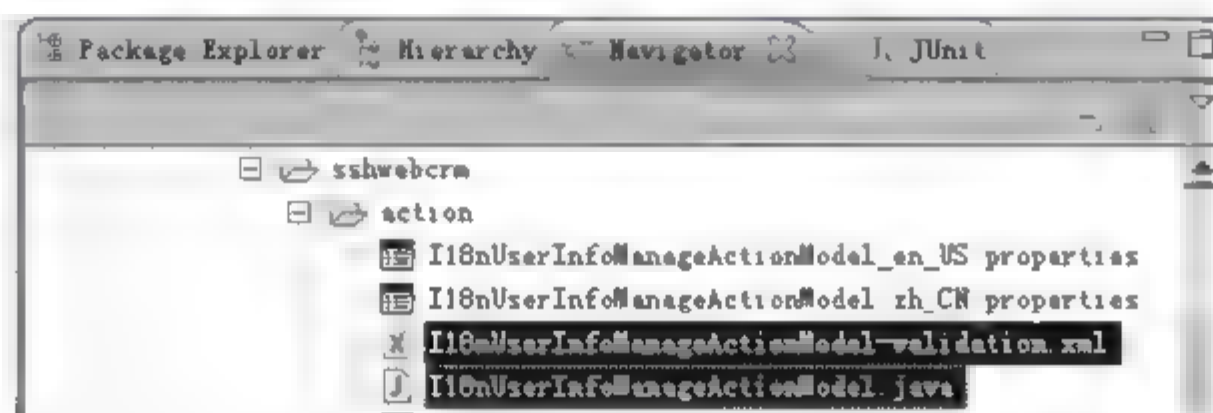 Package Explorer Hierarchy Navigator JUnit
sshwebcrm
action
I18nUserInfoManageActionModel_en_US properties
I18nUserInfoManageActionModel zh_CN properties
I18nUserInfoManageActionModel-validation.xml
I18nUserInfoManageActionModel.java